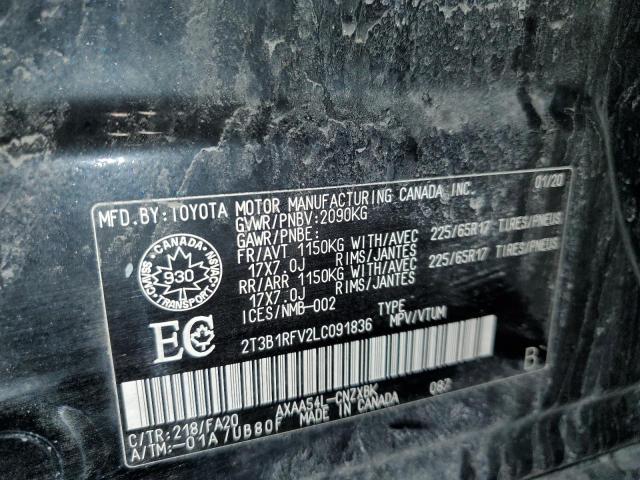 MFD.BY:TOYOTA MOTOR MANUFACTURING CANADA INC. 01/20
GVWR/PNBV:2090KG
GAWR/PNBE:
FR/AVT 1150KG WITH/AVEC 225/65R17 TIRES/PNEUS
17X7.0J RIMS/JANTES
RR/ARR 1150KG WITH/AVEC 225/65R17 TIRES/PNEUS
17X7.0J RIMS/JANTES
ICES/NMB-002
CANADA
930
TRANSPORT
CMVSS
NSVAC
EC
2T3B1RFV2LC091836 TYPE MPV/VTUM
B
C/TR:218/FA20 AXAA54L-CNZXBK 087
A/TM:-01A/UB80F MADE IN CANADA